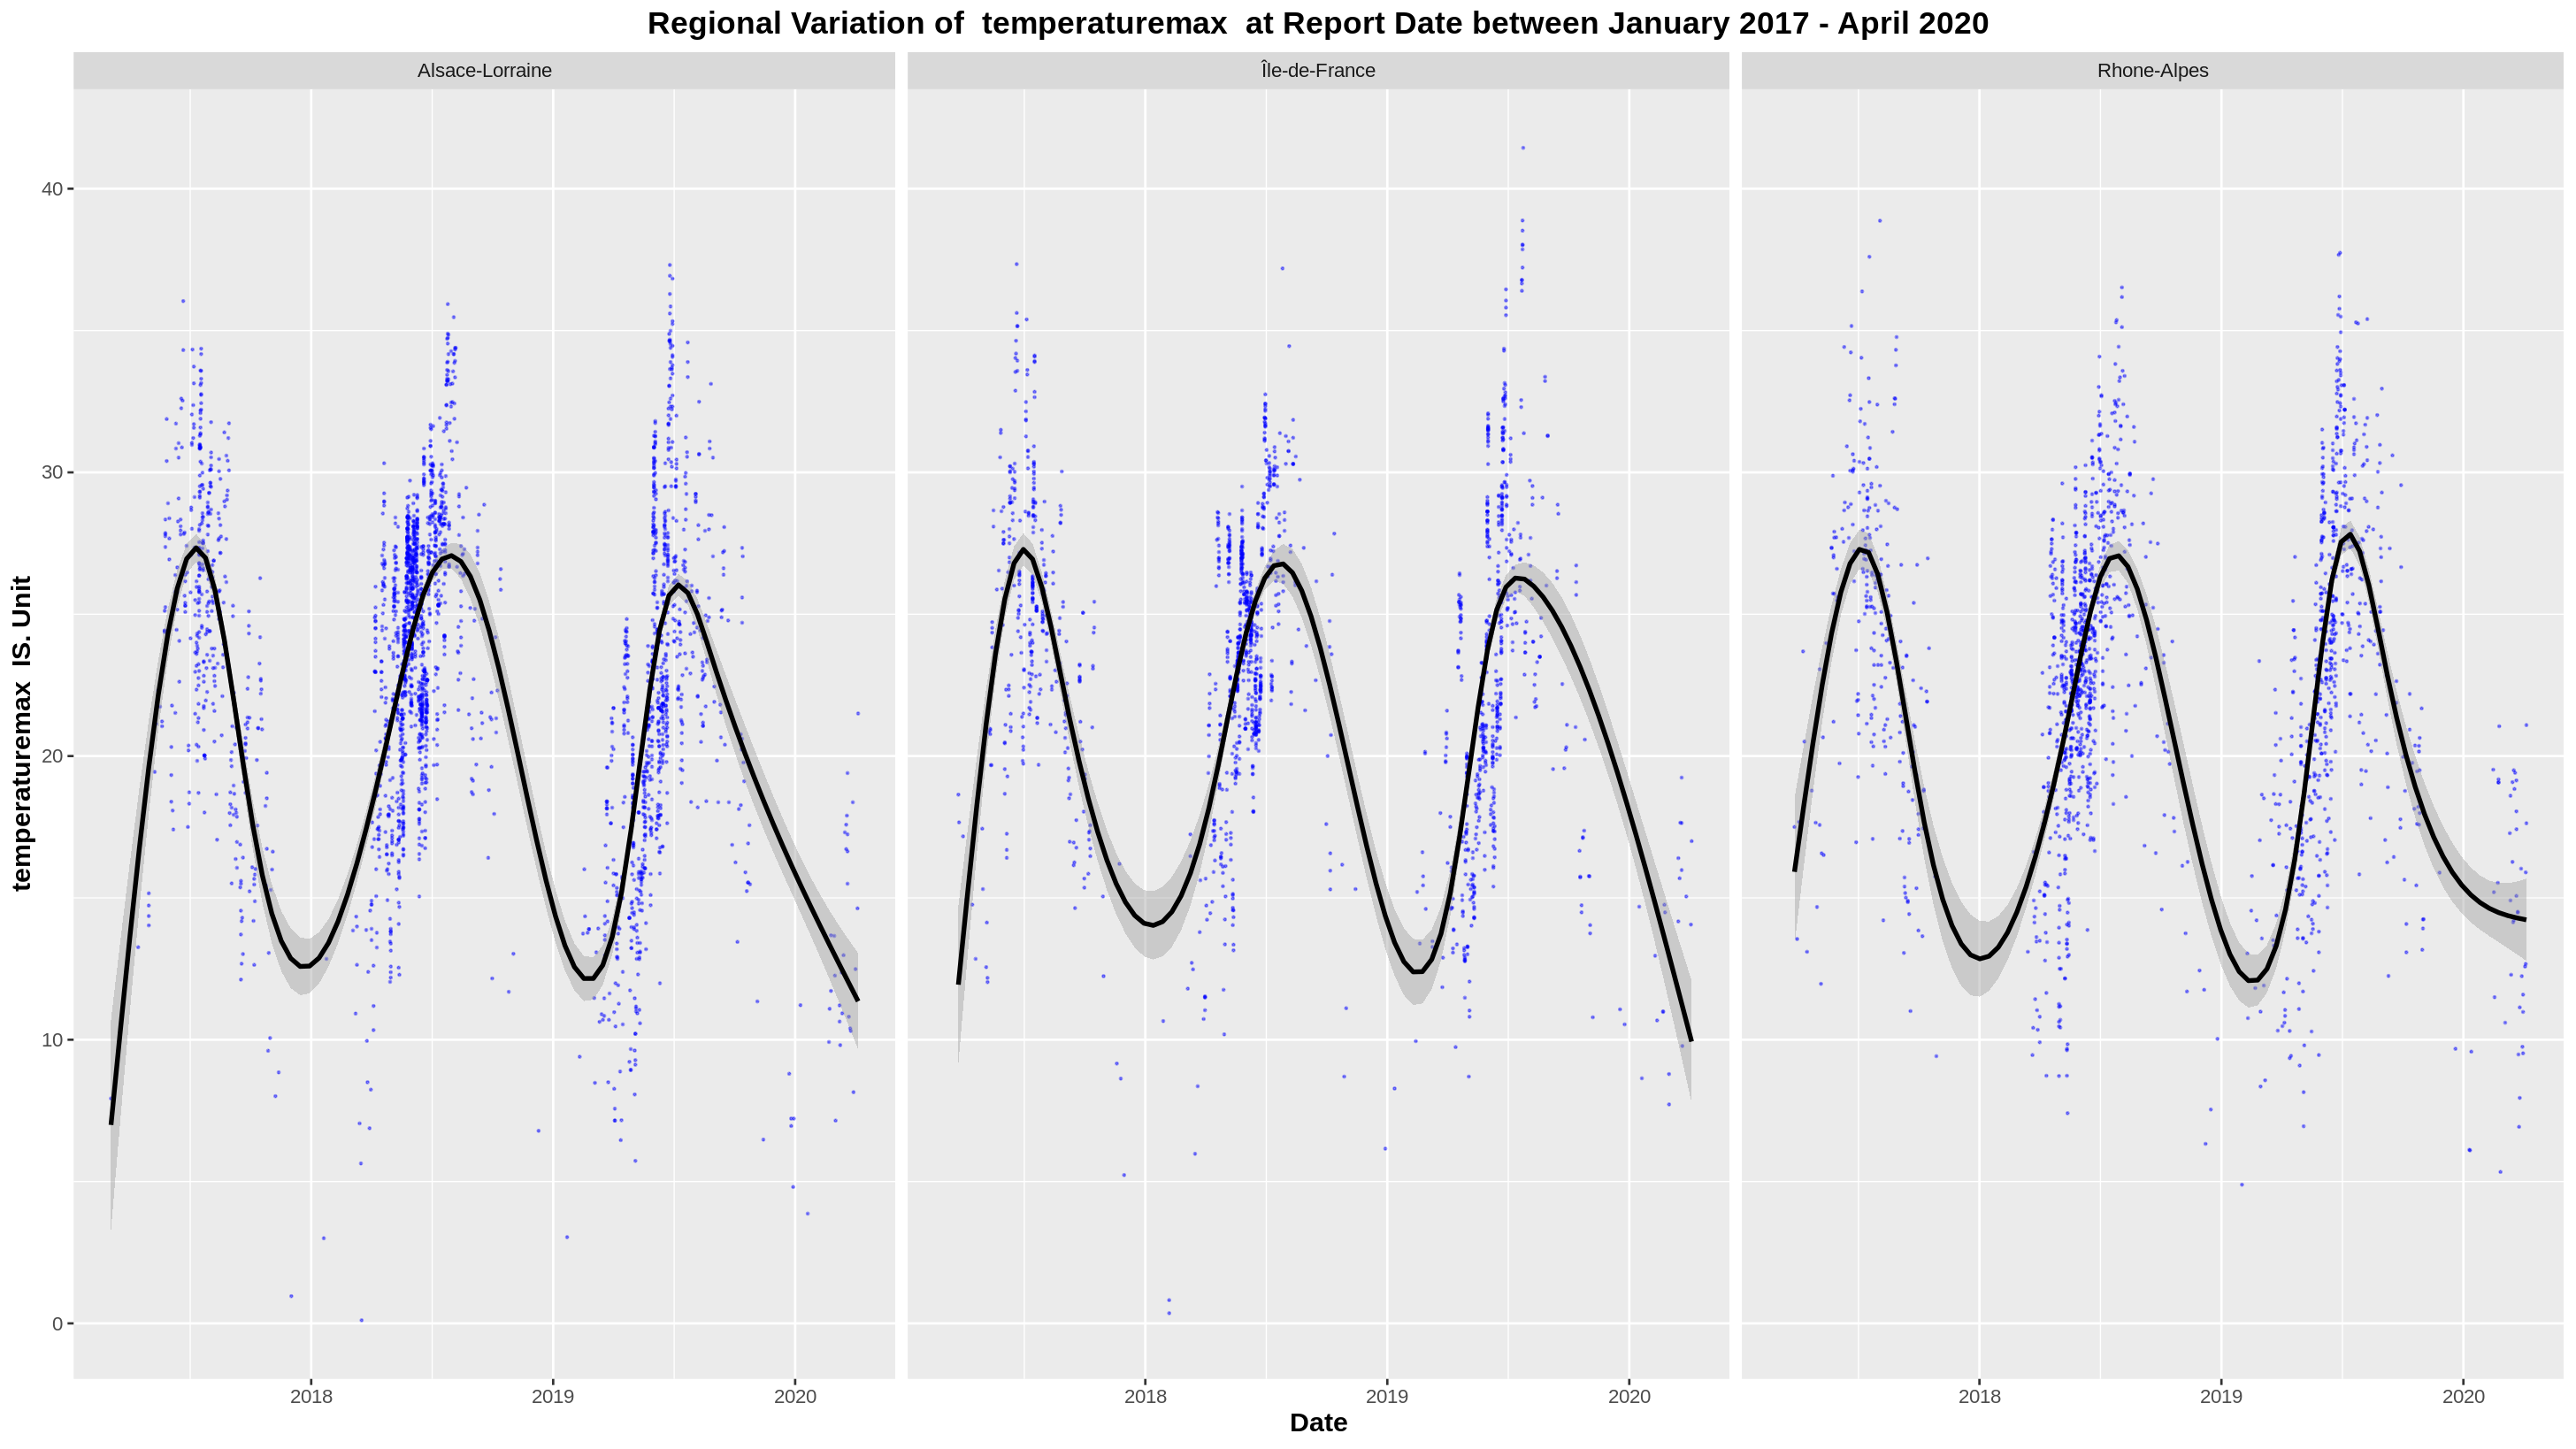 Regional Variation of  temperaturemax  at Report Date between January 2017 - April 2020
Alsace-Lorraine
Île-de-France
Rhone-Alpes
temperaturemax  IS. Unit
40
30
20
10
0
2018 2019 2020
2018 2019 2020
2018 2019 2020
Date